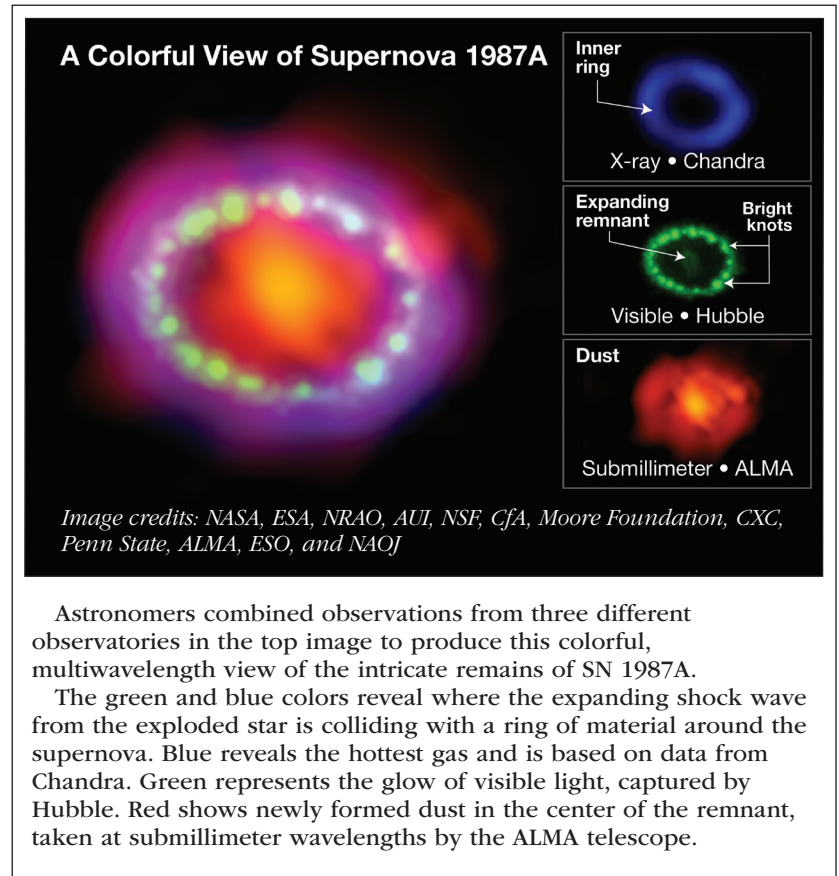 A Colorful View of Supernova 1987A
Inner
ring
X-ray • Chandra
Expanding
remnant
Bright
knots
Visible • Hubble
Dust
Submillimeter • ALMA
Image credits: NASA, ESA, NRAO, AUI, NSF, CfA, Moore Foundation, CXC,
Penn State, ALMA, ESO, and NAOJ
Astronomers combined observations from three different
observatories in the top image to produce this colorful,
multiwavelength view of the intricate remains of SN 1987A.
The green and blue colors reveal where the expanding shock wave
from the exploded star is colliding with a ring of material around the
supernova. Blue reveals the hottest gas and is based on data from
Chandra. Green represents the glow of visible light, captured by
Hubble. Red shows newly formed dust in the center of the remnant,
taken at submillimeter wavelengths by the ALMA telescope.